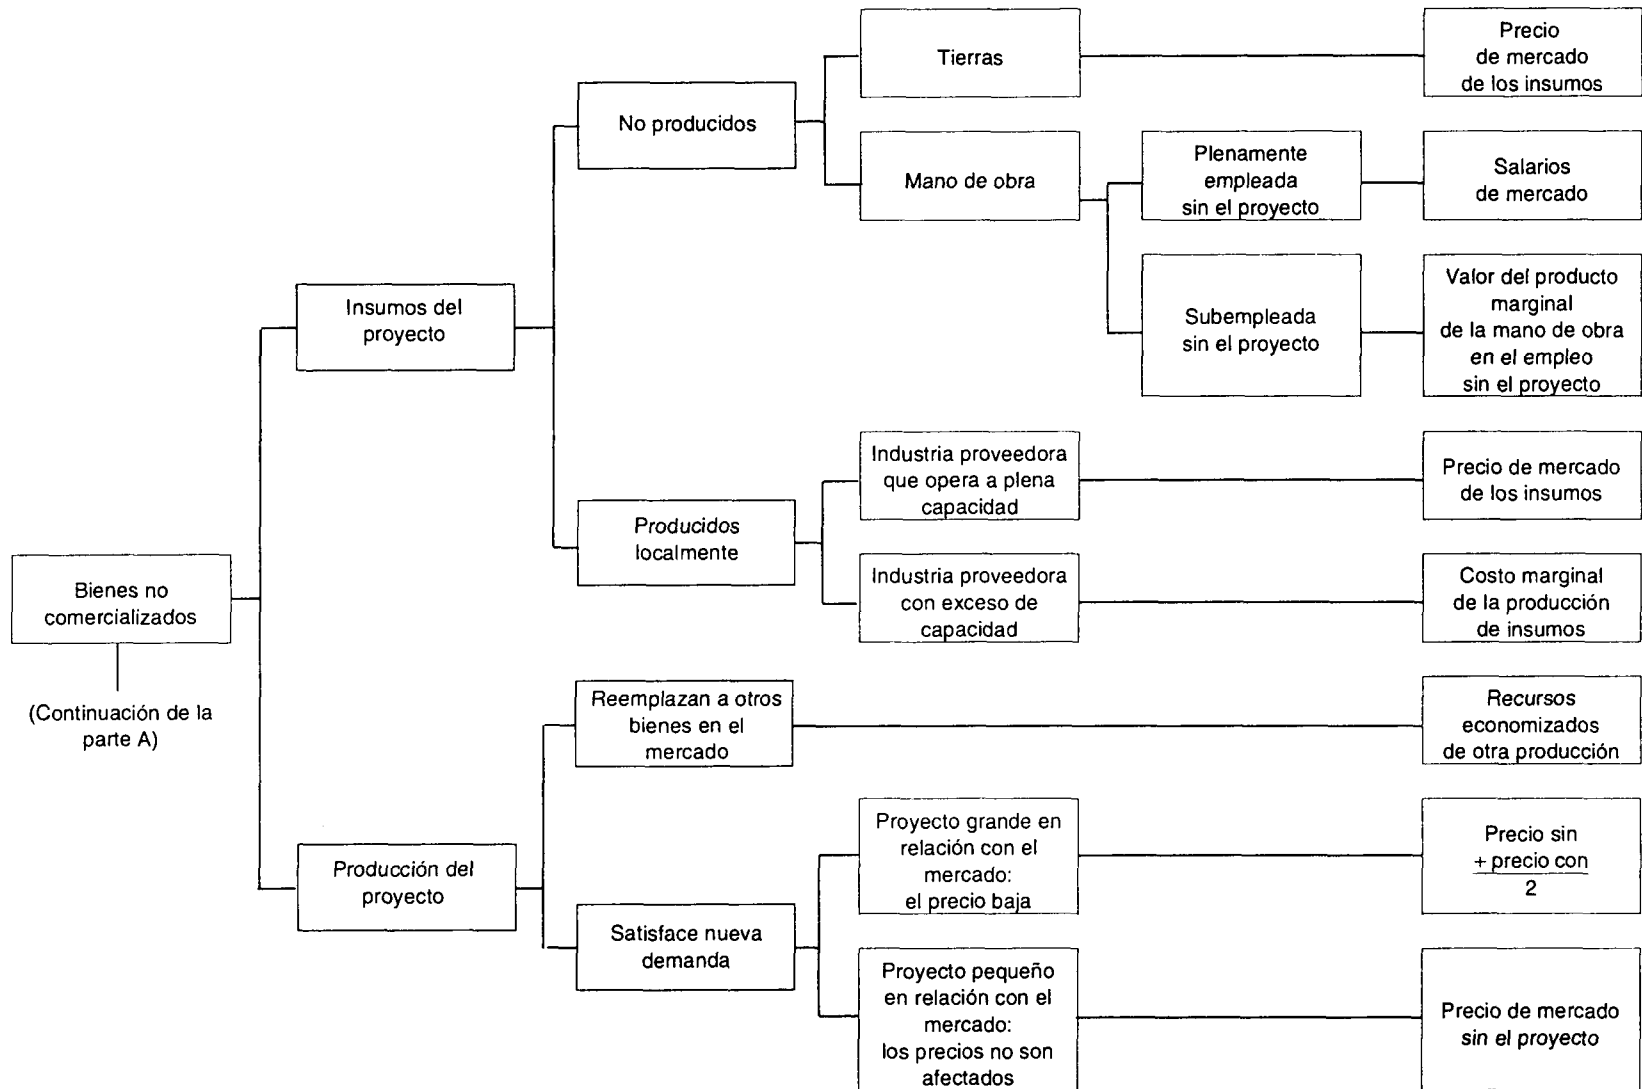 Tierras
Precio
de mercado
de los insumos
No producidos
Mano de obra
Plenamente
empleada
sin el proyecto
Salarios
de mercado
Subempleada
sin el proyecto
Valor del producto
marginal
de la mano de obra
en el empleo
sin el proyecto
Insumos del
proyecto
Industria proveedora
que opera a plena
capacidad
Precio de mercado
de los insumos
Producidos
localmente
Industria proveedora
con exceso de
capacidad
Costo marginal
de la producción
de insumos
Bienes no
comercializados
(Continuación de la
parte A)
Reemplazan a otros
bienes en el
mercado
Recursos
economizados
de otra producción
Producción del
proyecto
Proyecto grande en
relación con el
mercado:
el precio baja
Precio sin
+ precio con
2
Satisface nueva
demanda
Proyecto pequeño
en relación con el
mercado:
los precios no son
afectados
Precio de mercado
sin el proyecto